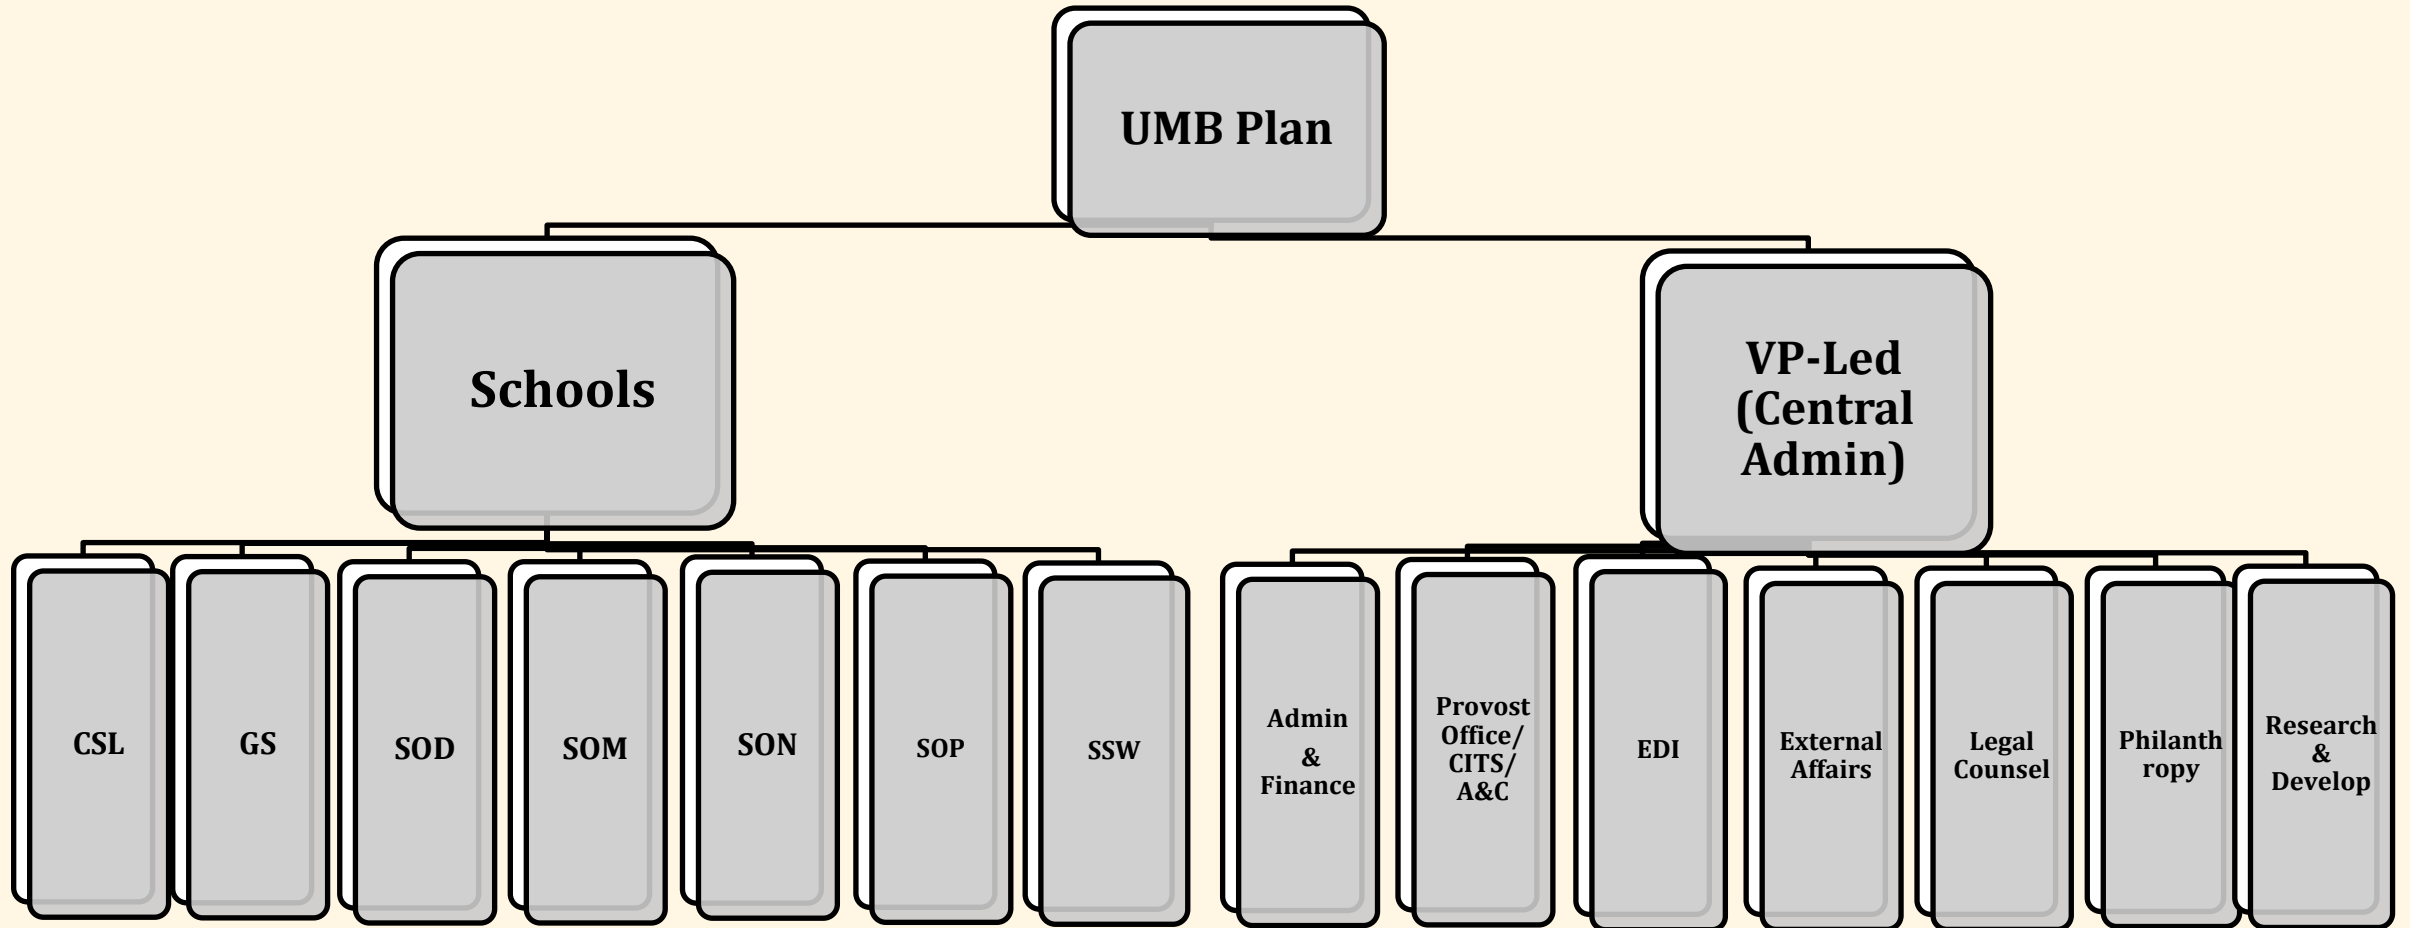 UMB Plan
Schools
VP-Led
(Central
Admin)
CSL
GS
SOD
SOM
SON
SOP
SSW
Admin
&
Finance
Provost
Office/
CITS/
A&C
EDI
External
Affairs
Legal
Counsel
Philanth
ropy
Research
&
Develop